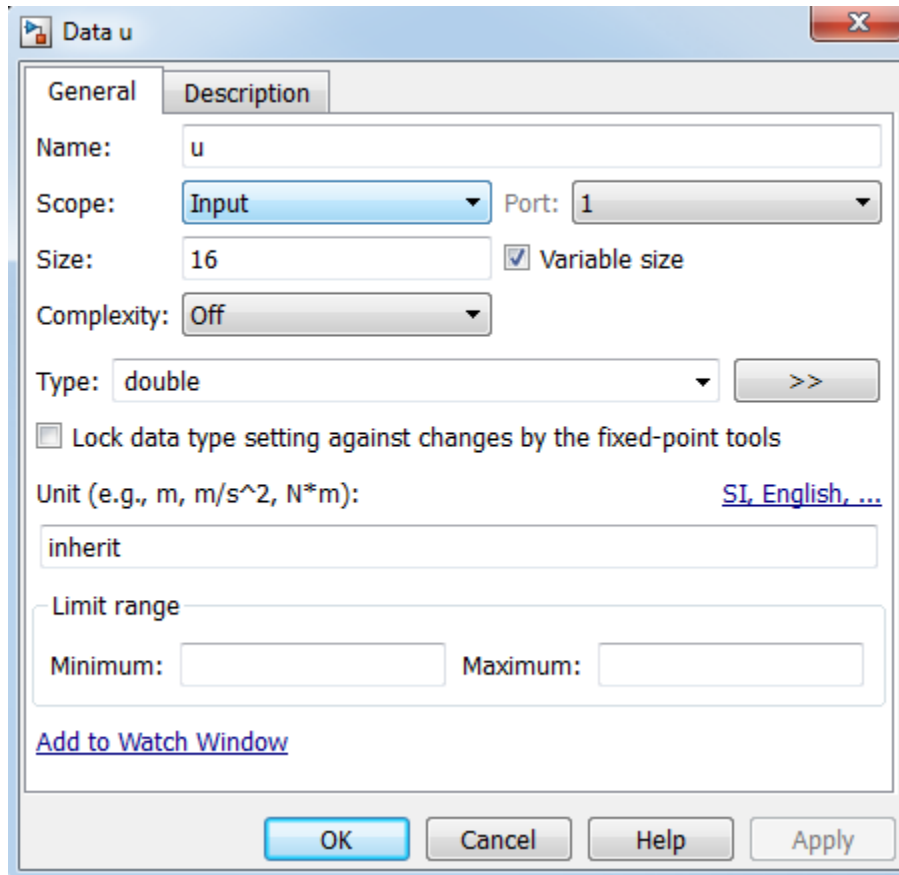 Data u
General Description
Name: u
Scope: Input Port: 1
Size: 16 Variable size
Complexity: Off
Type: double >>
Lock data type setting against changes by the fixed-point tools
Unit (e.g., m, m/s^2, N*m): SI, English, ...
inherit
Limit range
Minimum: Maximum:
Add to Watch Window
OK Cancel Help Apply